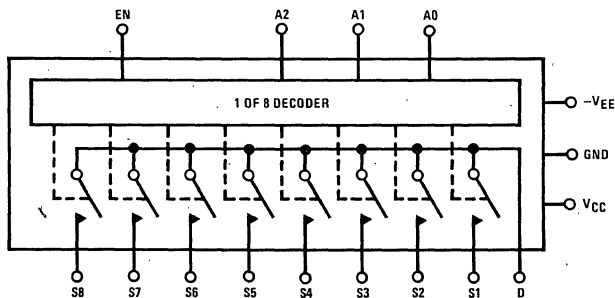 EN A2 A1 A0
1 OF 8 DECODER
-VEE
GND
VCC
S8 S7 S6 S5 S4 S3 S2 S1 D